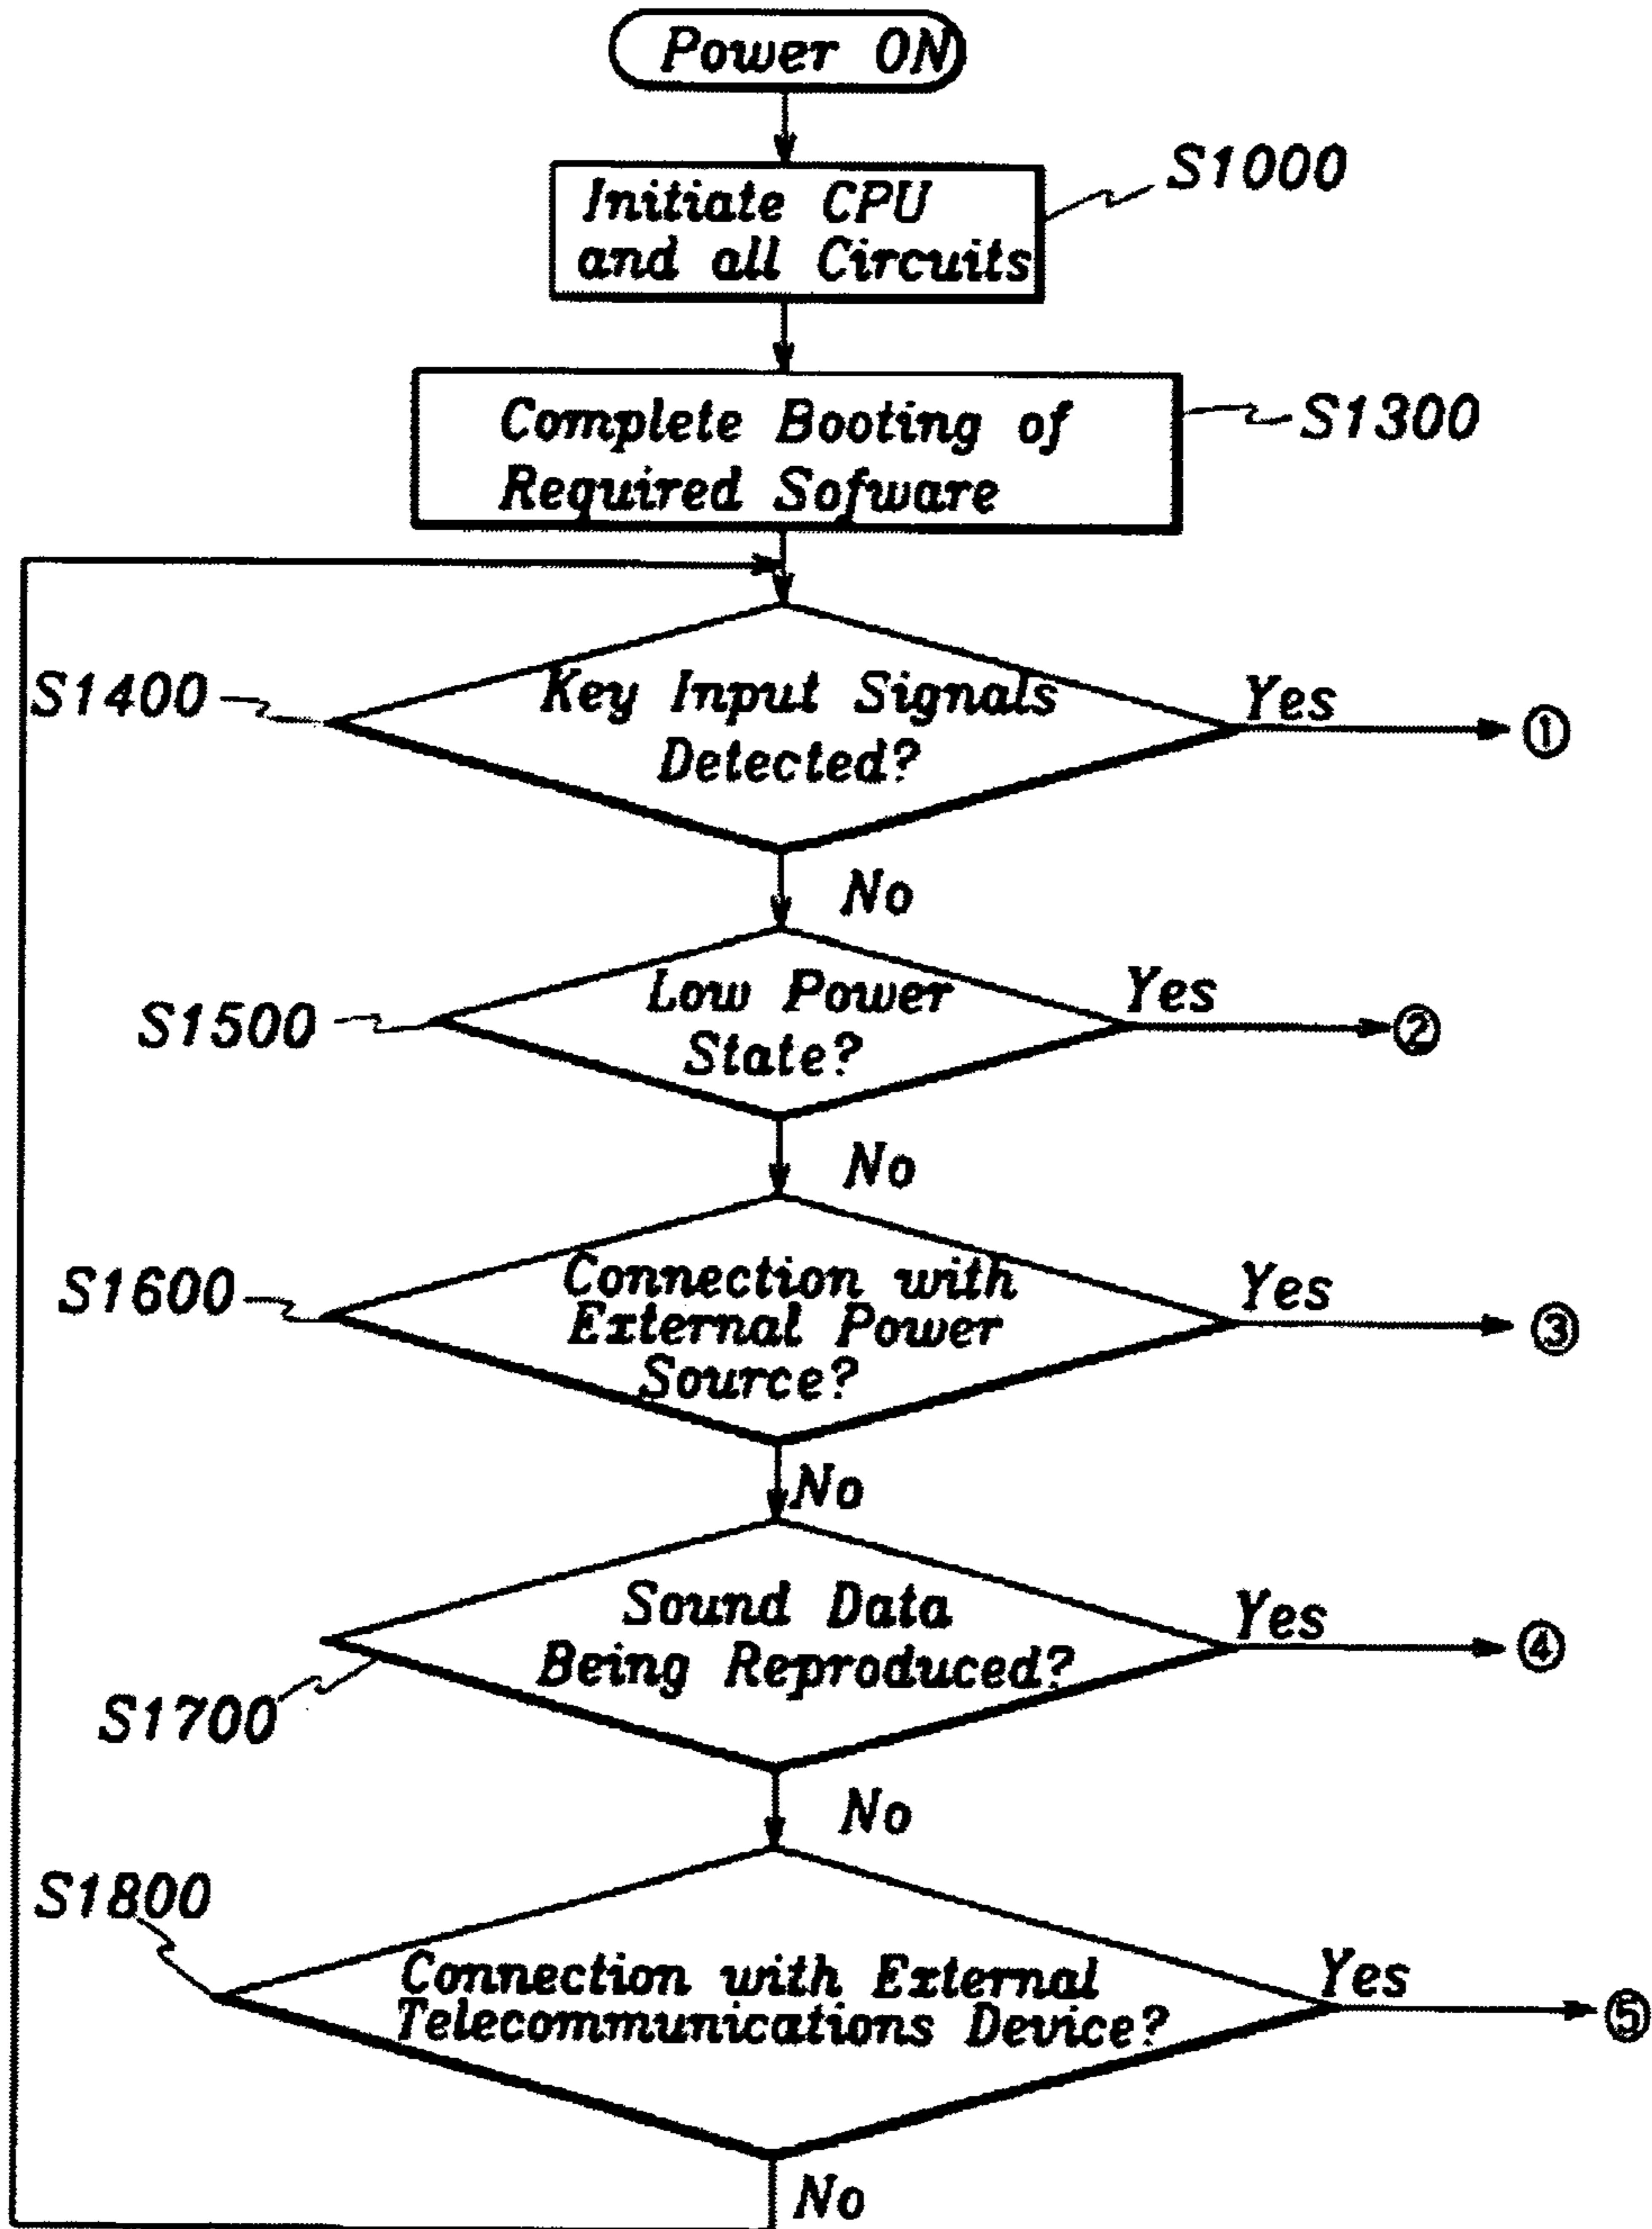 Power ON
S1000
Initiate CPU
and all Circuits
S1300
Complete Booting of
Required Sofware
S1400
Key Input Signals
Detected?
Yes
①
No
S1500
Low Power
State?
Yes
②
No
S1600
Connection with
External Power
Source?
Yes
③
No
S1700
Sound Data
Being Reproduced?
Yes
④
No
S1800
Connection with External
Telecommunications Device?
Yes
⑤
No